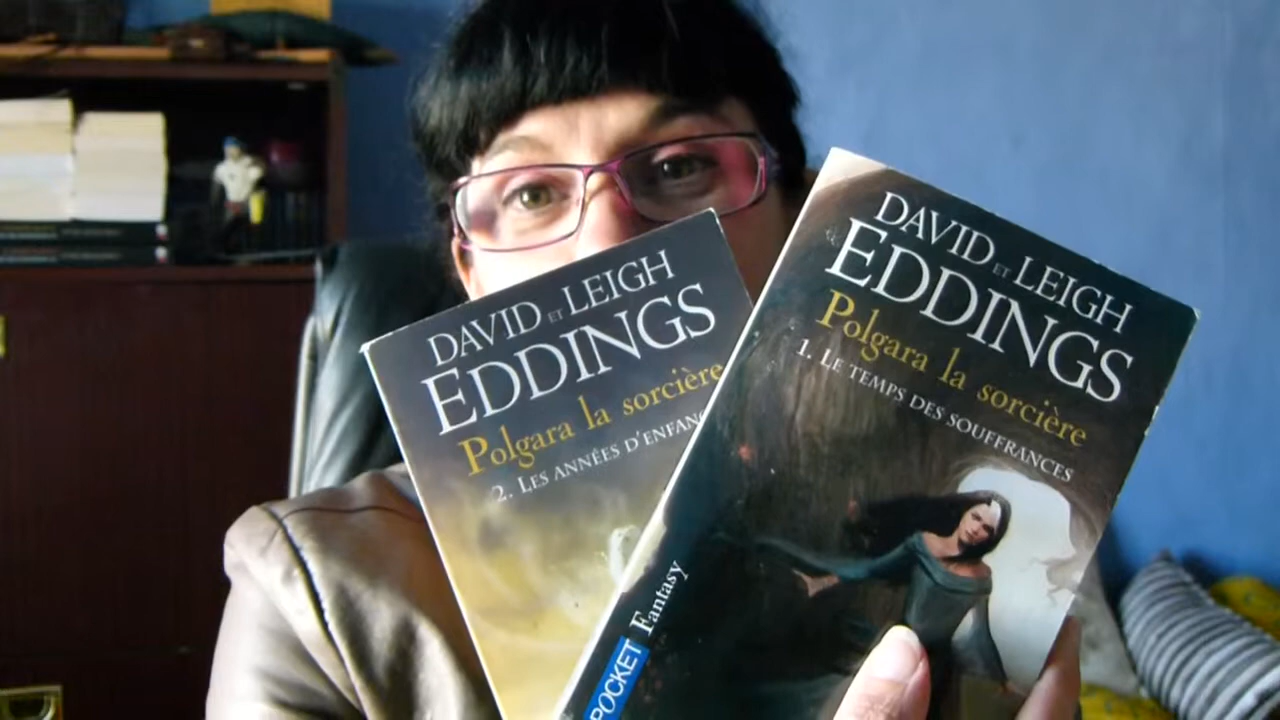 DAVID ET LEIGH
EDDINGS
Polgara la sorcière
2. LES ANNÉES D'ENFANC
DAVID ET LEIGH
EDDINGS
Polgara la sorcière
1. LE TEMPS DES SOUFFRANCES
POCKET Fantasy